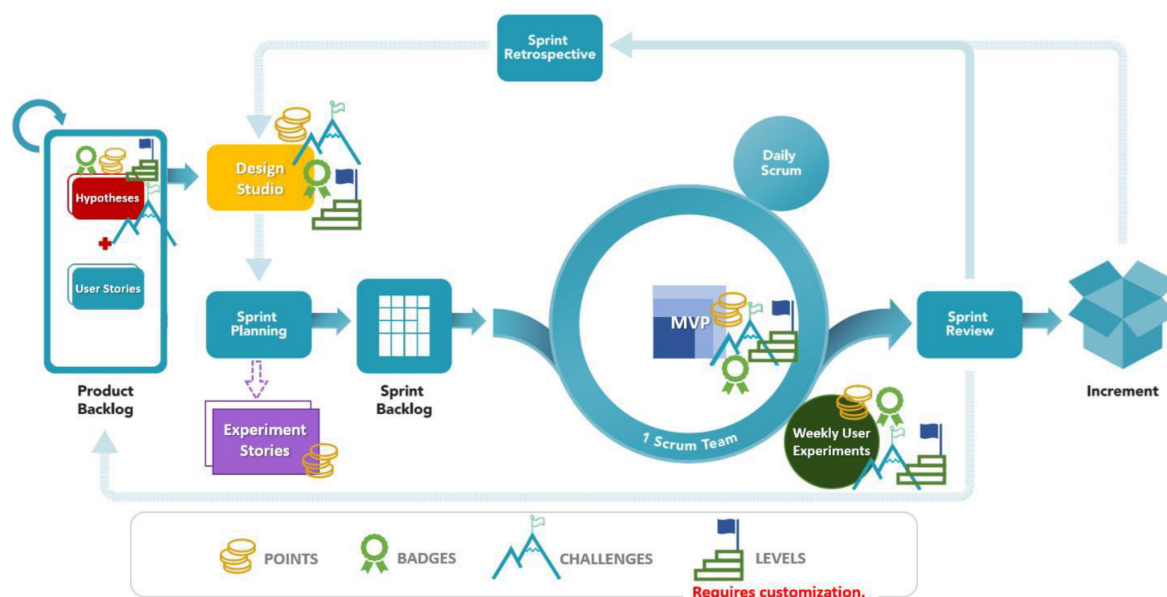 Sprint
Retrospective
Daily
Scrum
Design
Studio
Hypotheses
User Stories
Sprint
Planning
MVP
Sprint
Review
Product
Backlog
Sprint
Backlog
Increment
Experiment
Stories
1 Scrum Team
Weekly User
Experiments
POINTS
BADGES
CHALLENGES
LEVELS
Requires customization.